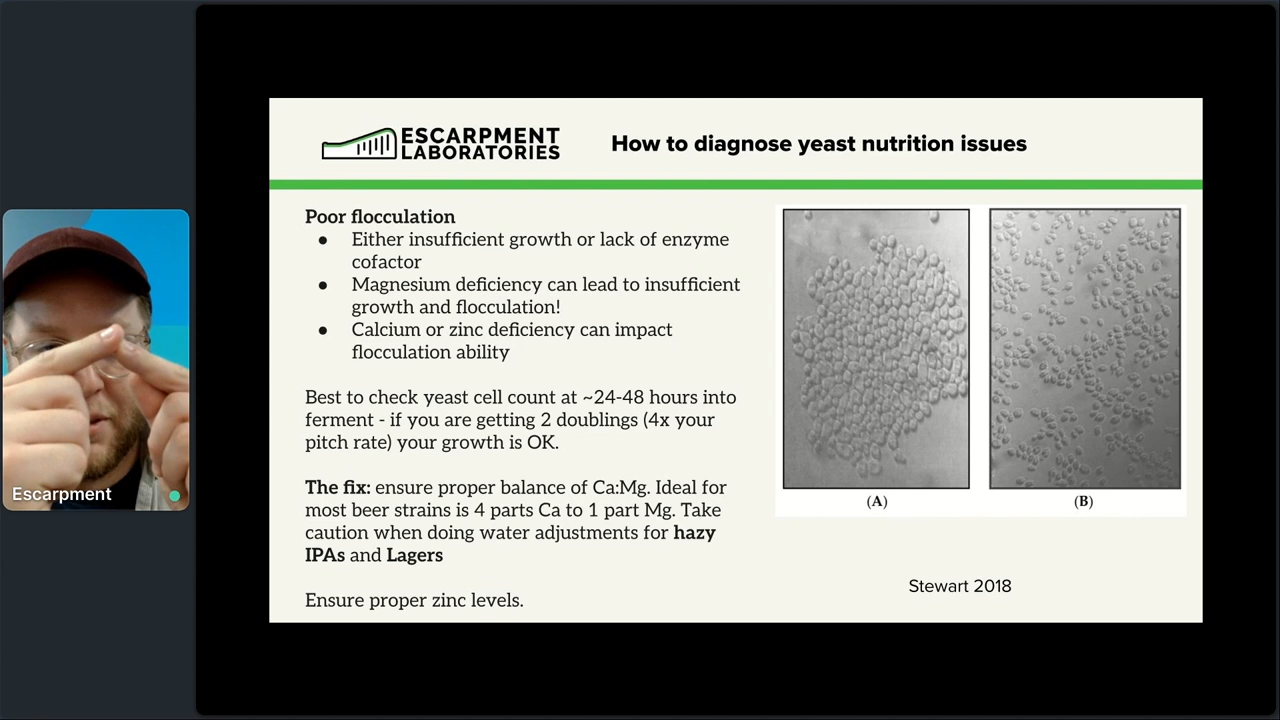 ESCARPMENT
LABORATORIES
How to diagnose yeast nutrition issues
Poor flocculation
● Either insufficient growth or lack of enzyme
cofactor
● Magnesium deficiency can lead to insufficient
growth and flocculation!
● Calcium or zinc deficiency can impact
flocculation ability
Best to check yeast cell count at ~24-48 hours into
ferment - if you are getting 2 doublings (4x your
pitch rate) your growth is OK.
The fix: ensure proper balance of Ca:Mg. Ideal for
most beer strains is 4 parts Ca to 1 part Mg. Take
caution when doing water adjustments for hazy
IPAs and Lagers
Ensure proper zinc levels.
(A)
(B)
Stewart 2018
Escarpment